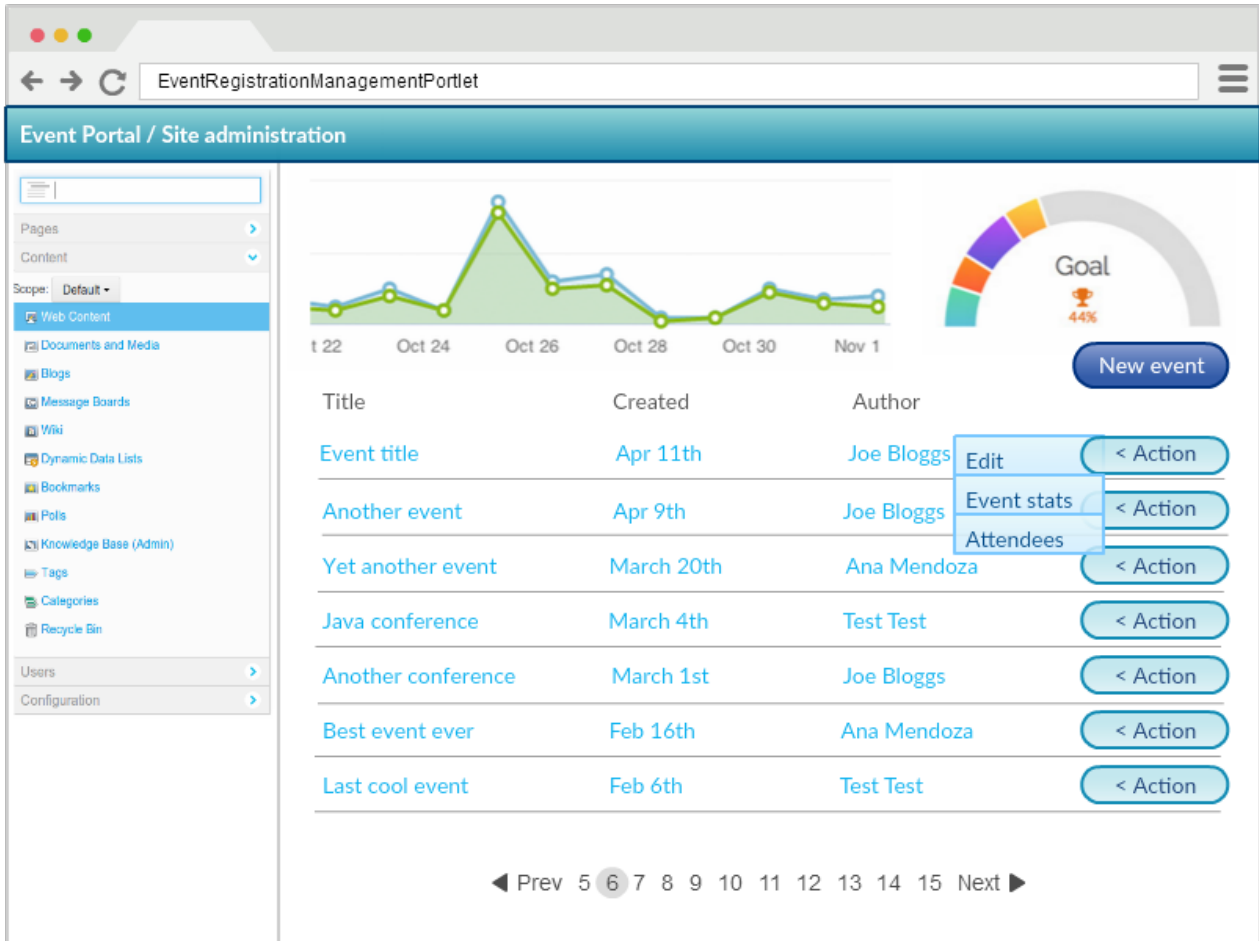 EventRegistrationManagementPortlet
Event Portal / Site administration
Pages
Content
Scope: Default
Web Content
Documents and Media
Blogs
Message Boards
Wiki
Dynamic Data Lists
Bookmarks
Polls
Knowledge Base (Admin)
Tags
Categories
Recycle Bin
Users
Configuration
t 22 Oct 24 Oct 26 Oct 28 Oct 30 Nov 1
Goal
44%
New event
Title Created Author
Event title Apr 11th Joe Bloggs < Action
Edit
Event stats
Attendees
Another event Apr 9th Joe Bloggs < Action
Yet another event March 20th Ana Mendoza < Action
Java conference March 4th Test Test < Action
Another conference March 1st Joe Bloggs < Action
Best event ever Feb 16th Ana Mendoza < Action
Last cool event Feb 6th Test Test < Action
Prev 5 6 7 8 9 10 11 12 13 14 15 Next